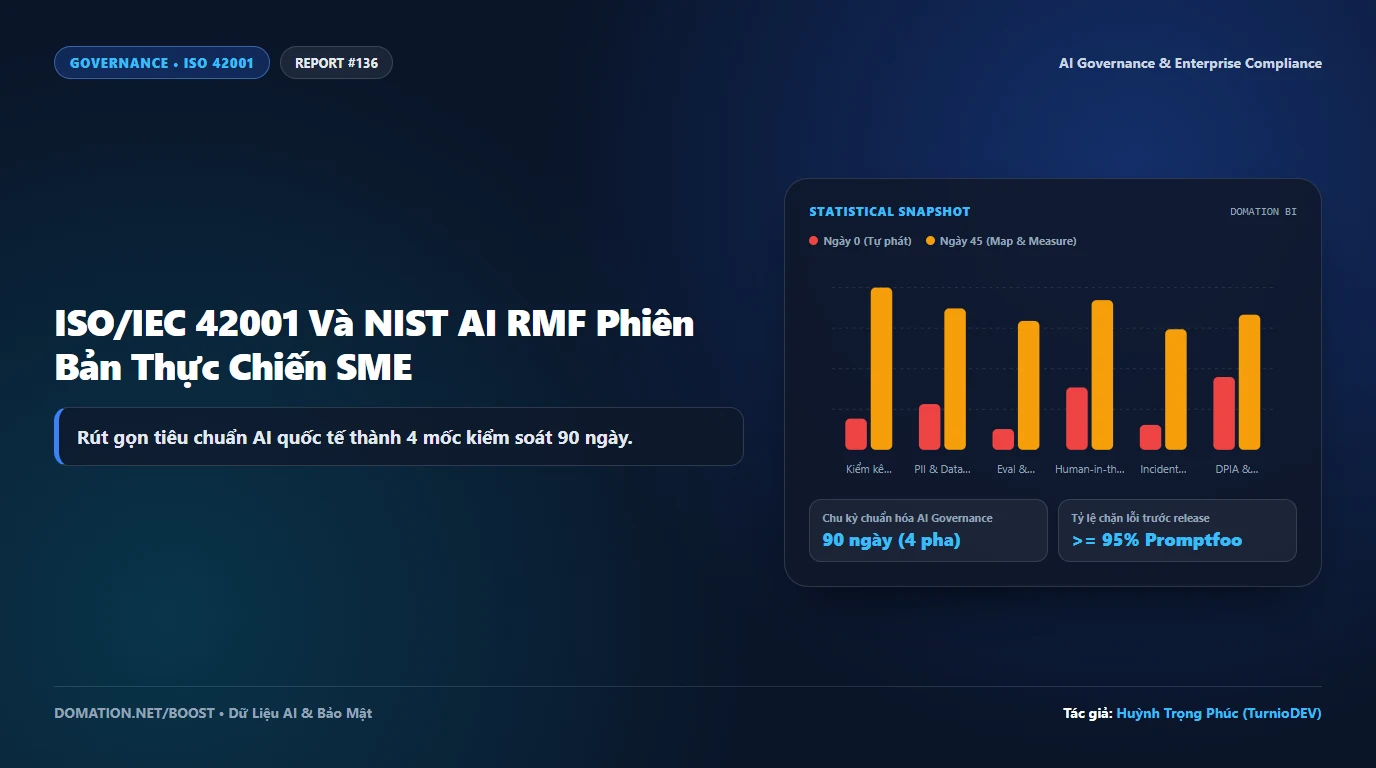 GOVERNANCE • ISO 42001
REPORT #136
AI Governance & Enterprise Compliance
ISO/IEC 42001 Và NIST AI RMF Phiên
Bản Thực Chiến SME
Rút gọn tiêu chuẩn AI quốc tế thành 4 mốc kiểm soát 90 ngày.
STATISTICAL SNAPSHOT
DOMATION BI
Ngày 0 (Tự phát)
Ngày 45 (Map & Measure)
Kiểm kê...
PII & Data...
Eval &...
Human-in-th...
Incident...
DPIA &...
Chu kỳ chuẩn hóa AI Governance
90 ngày (4 pha)
Tỷ lệ chặn lỗi trước release
>= 95% Promptfoo
DOMATION.NET/BOOST • Dữ Liệu AI & Bảo Mật
Tác giả: Huỳnh Trọng Phúc (TurnioDEV)